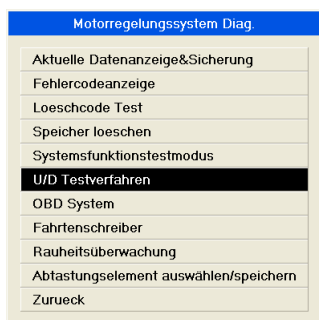 Motorregelungssystem Diag.
Aktuelle Datenanzeige&Sicherung
Fehlercodeanzeige
Loeschcode Test
Speicher loeschen
Systemsfunktionstestmodus
U/D Testverfahren
OBD System
Fahrtenschreiber
Rauheitsüberwachung
Abtastungselement auswählen/speichern
Zurueck